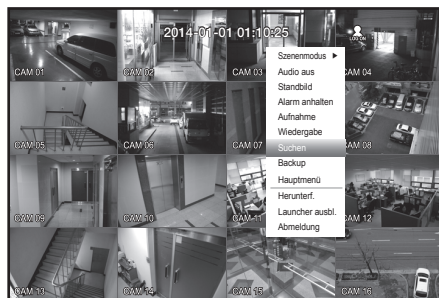 2014-01-01 01:10:25
LOG ON
CAM 01
CAM 02
CAM 03
CAM 04
Szenenmodus
Audio aus
Standbild
Alarm anhalten
Aufnahme
Wiedergabe
Suchen
Backup
Hauptmenü
Herunterf.
Launcher ausbl.
Abmeldung
CAM 05
CAM 06
CAM 07
CAM 08
CAM 09
CAM 10
CAM 11
CAM 12
CAM 13
CAM 14
CAM 15
CAM 16